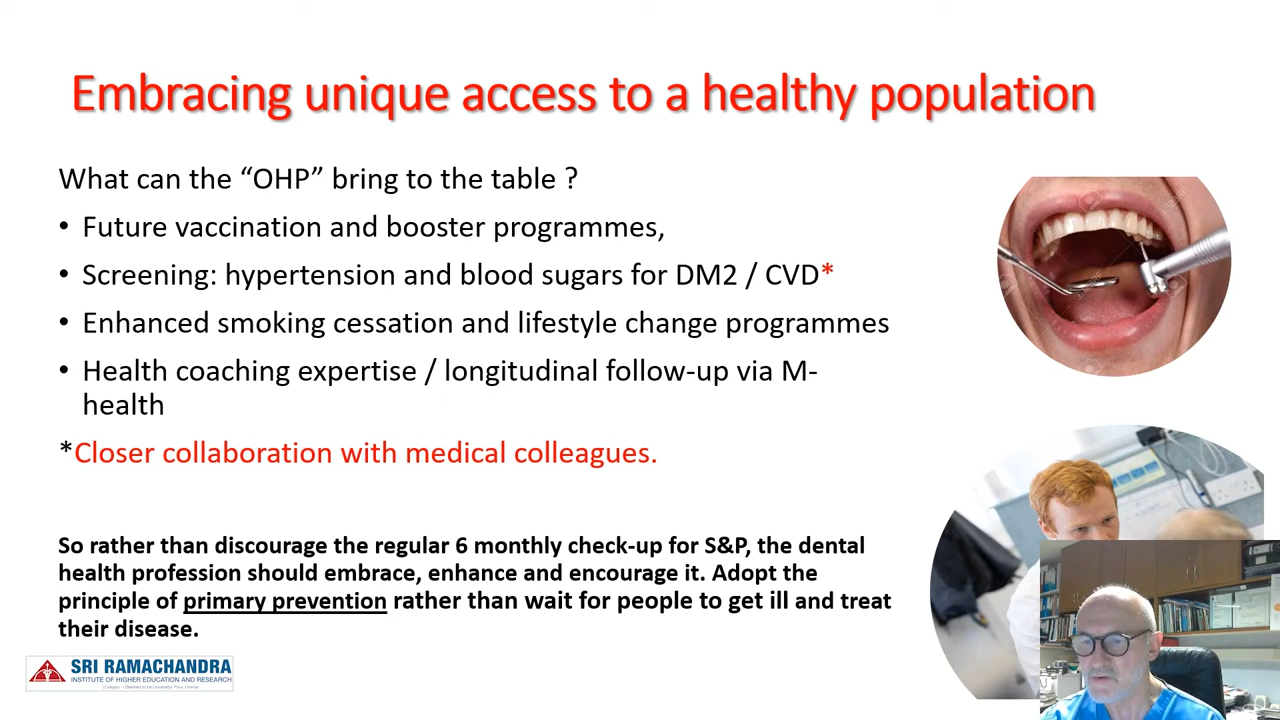 Embracing unique access to a healthy population
What can the “OHP” bring to the table ?
• Future vaccination and booster programmes,
• Screening: hypertension and blood sugars for DM2 / CVD*
• Enhanced smoking cessation and lifestyle change programmes
• Health coaching expertise / longitudinal follow-up via M-
health
*Closer collaboration with medical colleagues.
So rather than discourage the regular 6 monthly check-up for S&P, the dental
health profession should embrace, enhance and encourage it. Adopt the
principle of primary prevention rather than wait for people to get ill and treat
their disease.
SRI RAMACHANDRA
INSTITUTE OF HIGHER EDUCATION AND RESEARCH